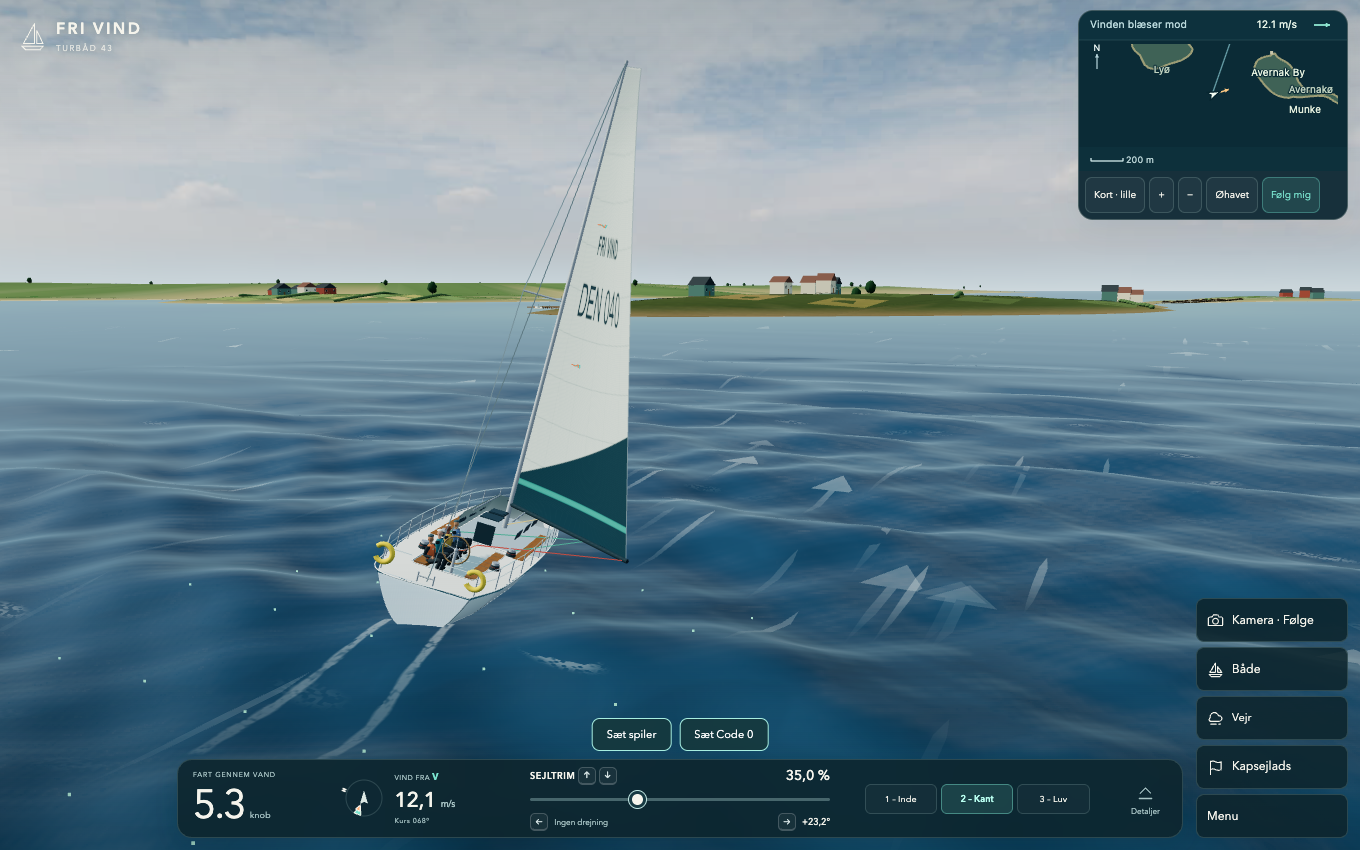 FRI VIND
TURBÅD 43
Vinden blæser mod 12.1 m/s
N
Lyø
Avernak By
Avernakø
Munke
200 m
Kort · lille
+
−
Øhavet
Følg mig
FRI VIND
DEN 040
Kamera · Følge
Både
Vejr
Kapsejlads
Menu
Sæt spiler
Sæt Code 0
FART GENNEM VAND
5.3 knob
VIND FRA V
12,1 m/s
Kurs 068°
SEJLTRIM ↑ ↓ 35,0 %
← Ingen drejning → +23,2°
1 – Inde
2 – Kant
3 – Luv
Detaljer